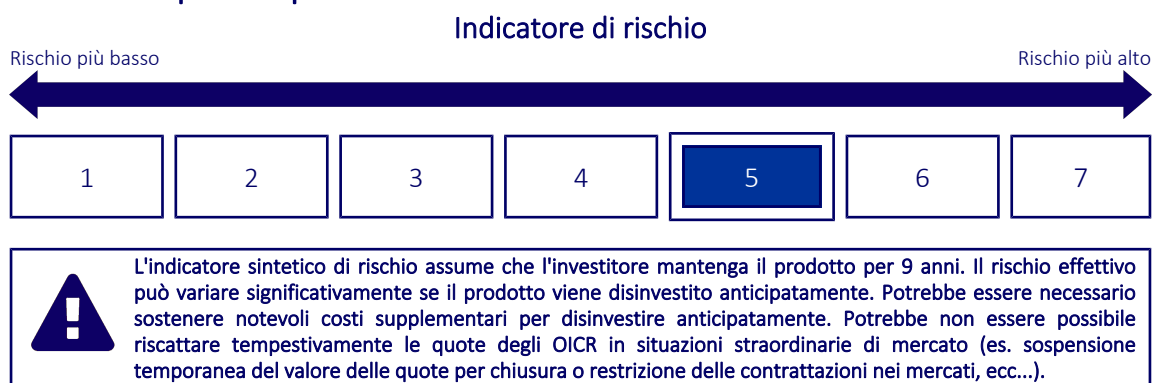 Indicatore di rischio
Rischio più basso
Rischio più alto
1 2 3 4 5 6 7
L'indicatore sintetico di rischio assume che l'investitore mantenga il prodotto per 9 anni. Il rischio effettivo
può variare significativamente se il prodotto viene disinvestito anticipatamente. Potrebbe essere necessario
sostenere notevoli costi supplementari per disinvestire anticipatamente. Potrebbe non essere possibile
riscattare tempestivamente le quote degli OICR in situazioni straordinarie di mercato (es. sospensione
temporanea del valore delle quote per chiusura o restrizione delle contrattazioni nei mercati, ecc...).